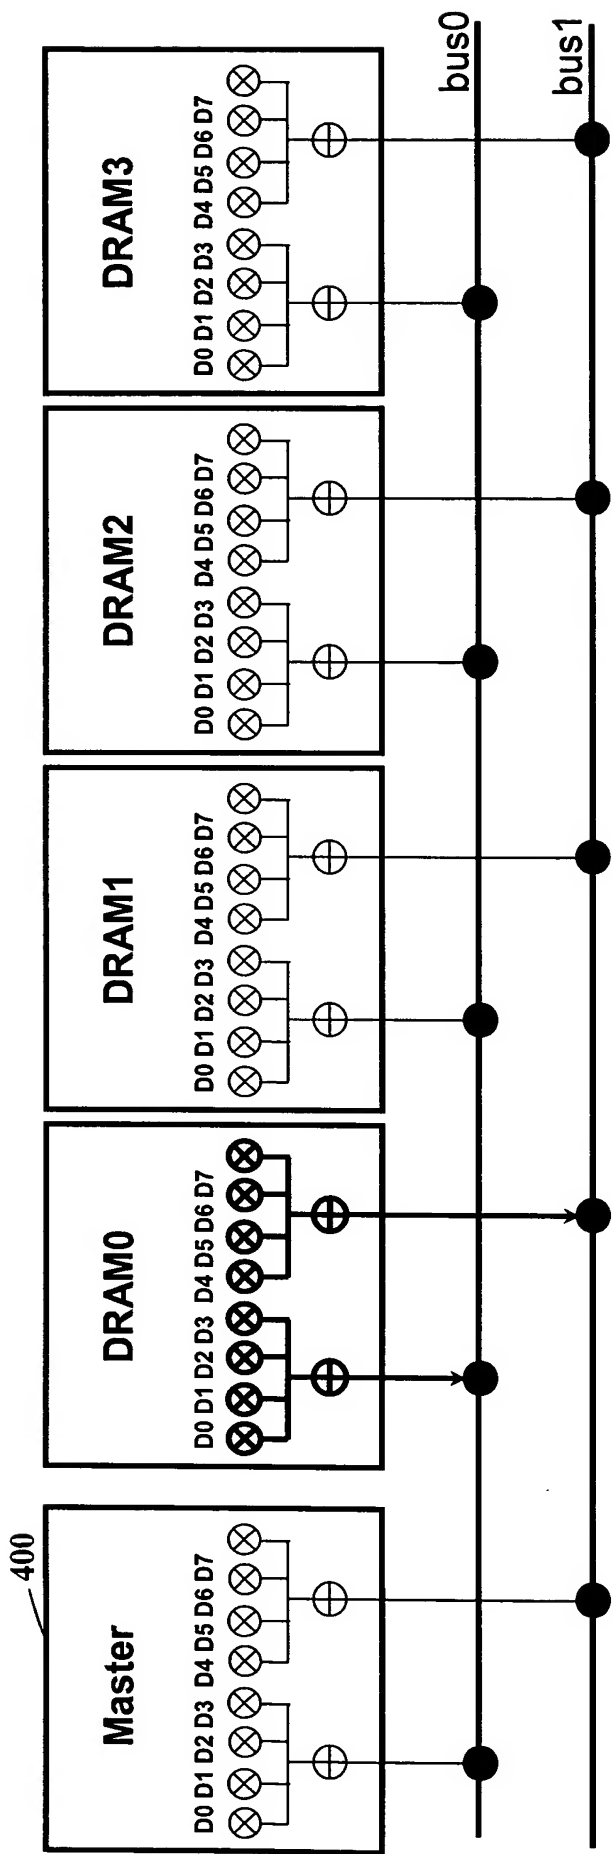 400
Master
D0 D1 D2 D3 D4 D5 D6 D7
DRAM0
D0 D1 D2 D3 D4 D5 D6 D7
DRAM1
D0 D1 D2 D3 D4 D5 D6 D7
DRAM2
D0 D1 D2 D3 D4 D5 D6 D7
DRAM3
D0 D1 D2 D3 D4 D5 D6 D7
bus0
bus1